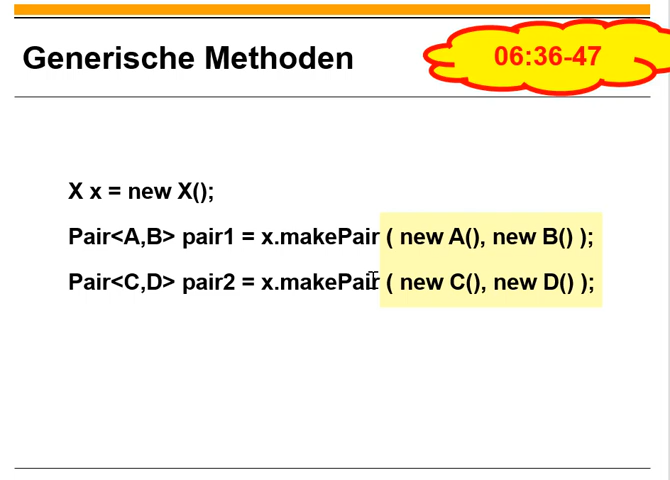 Generische Methoden
06:36-47
X x = new X();
Pair<A,B> pair1 = x.makePair ( new A(), new B() );
Pair<C,D> pair2 = x.makePair ( new C(), new D() );